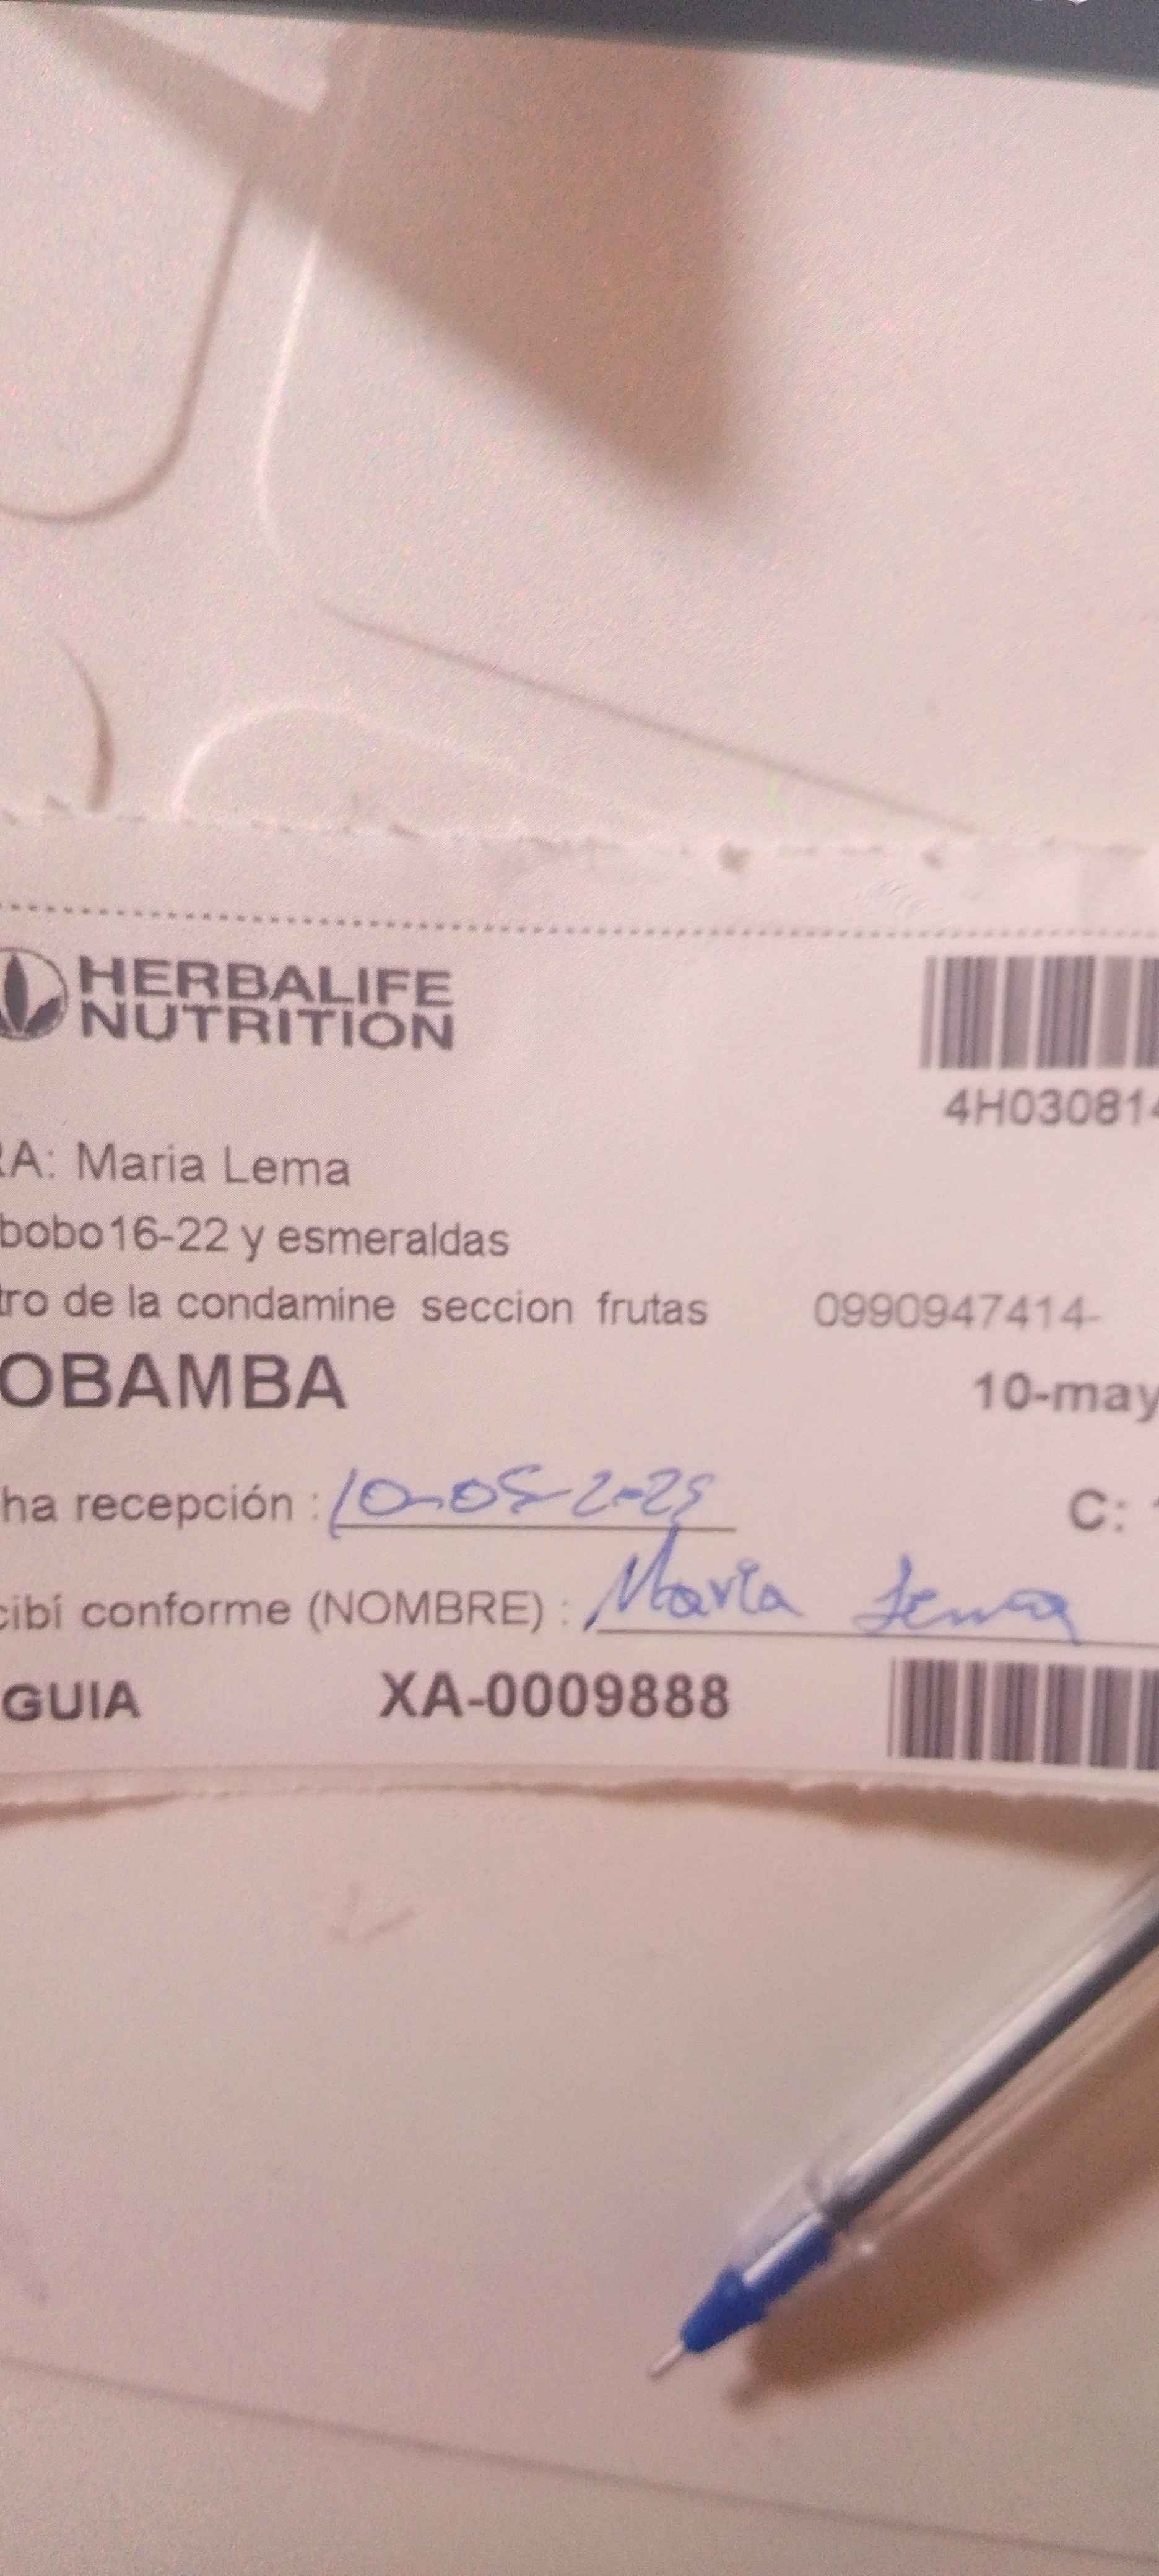 HERBALIFE
NUTRITION
4H030814
RA: Maria Lema
bobo16-22 y esmeraldas
tro de la condamine seccion frutas 0990947414-
OBAMBA 10-may
ha recepción : 10-05-2025
C:
cibí conforme (NOMBRE) : Maria Lema
GUIA XA-0009888